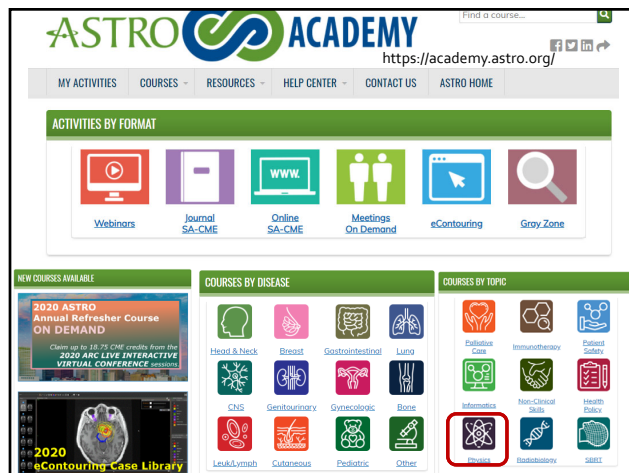 ASTRO ACADEMY
Find a course...
https://academy.astro.org/
MY ACTIVITIES COURSES RESOURCES HELP CENTER CONTACT US ASTRO HOME
ACTIVITIES BY FORMAT
WWW.
Webinars Journal SA-CME Online SA-CME Meetings On Demand eContouring Gray Zone
NEW COURSES AVAILABLE
2020 ASTRO
Annual Refresher Course
ON DEMAND
Claim up to 18.75 CME credits from the
2020 ARC LIVE INTERACTIVE
VIRTUAL CONFERENCE sessions
2020
eContouring Case Library
COURSES BY DISEASE
Head & Neck Breast Gastrointestinal Lung
CNS Genitourinary Gynecologic Bone
Leuk/Lymph Cutaneous Pediatric Other
COURSES BY TOPIC
Palliative Care Immunotherapy Patient Safety
Informatics Non-Clinical Skills Health Policy
Physics Radiobiology SBRT